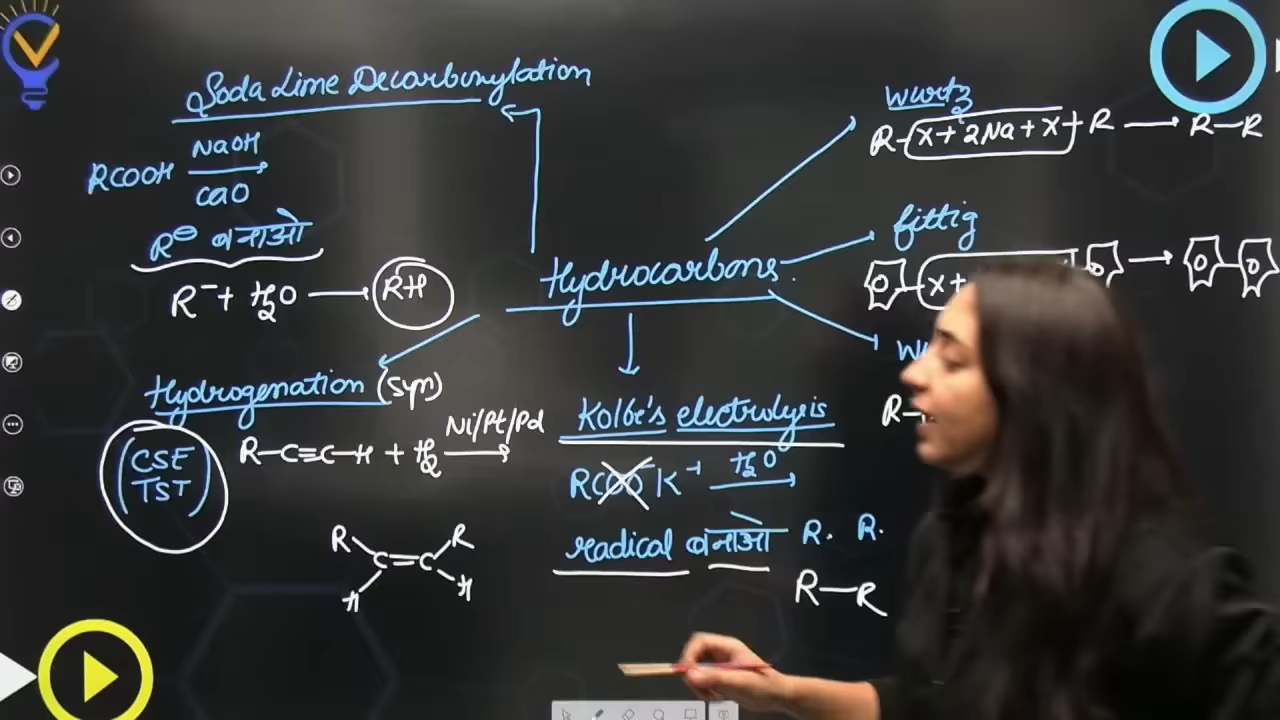 Soda Lime Decarboxylation
RCOOH NaOH
CaO
R⊖ बनाओ
R⁻ + H₂O ⟶ RH
Hydrogenation (syn)
(CSE
TST)
R–C≡C–H + H₂ Ni/Pt/Pd ⟶
R R
C=C
H H
Hydrocarbons.
Kolbe's electrolysis
RCOO⁻K⁺ H₂O ⟶
radical बनाओ R. R.
R–R
wurtz
R–X + 2Na + X–R ⟶ R–R
fittig
X+
R–